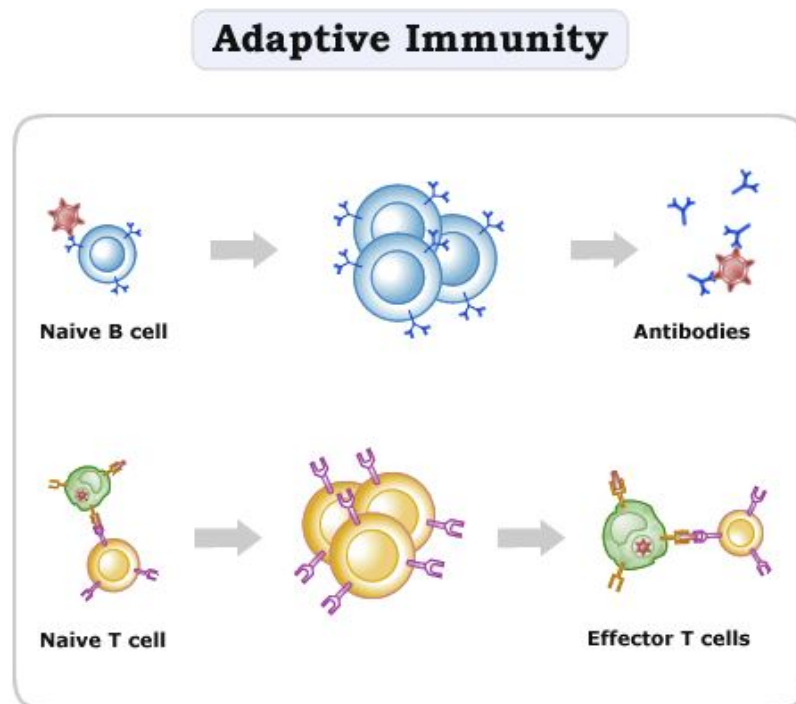 Adaptive Immunity
Naive B cell
Antibodies
Naive T cell
Effector T cells